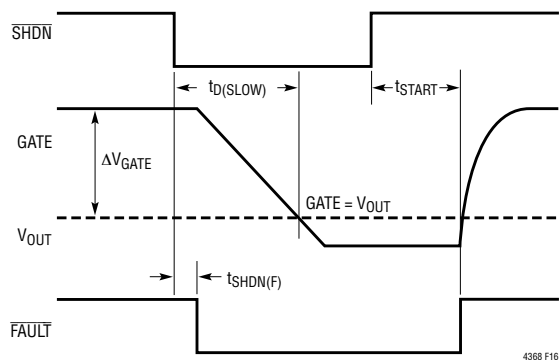 SHDN
tD(SLOW)
tSTART
GATE
ΔVGATE
GATE = VOUT
VOUT
tSHDN(F)
FAULT
4368 F16